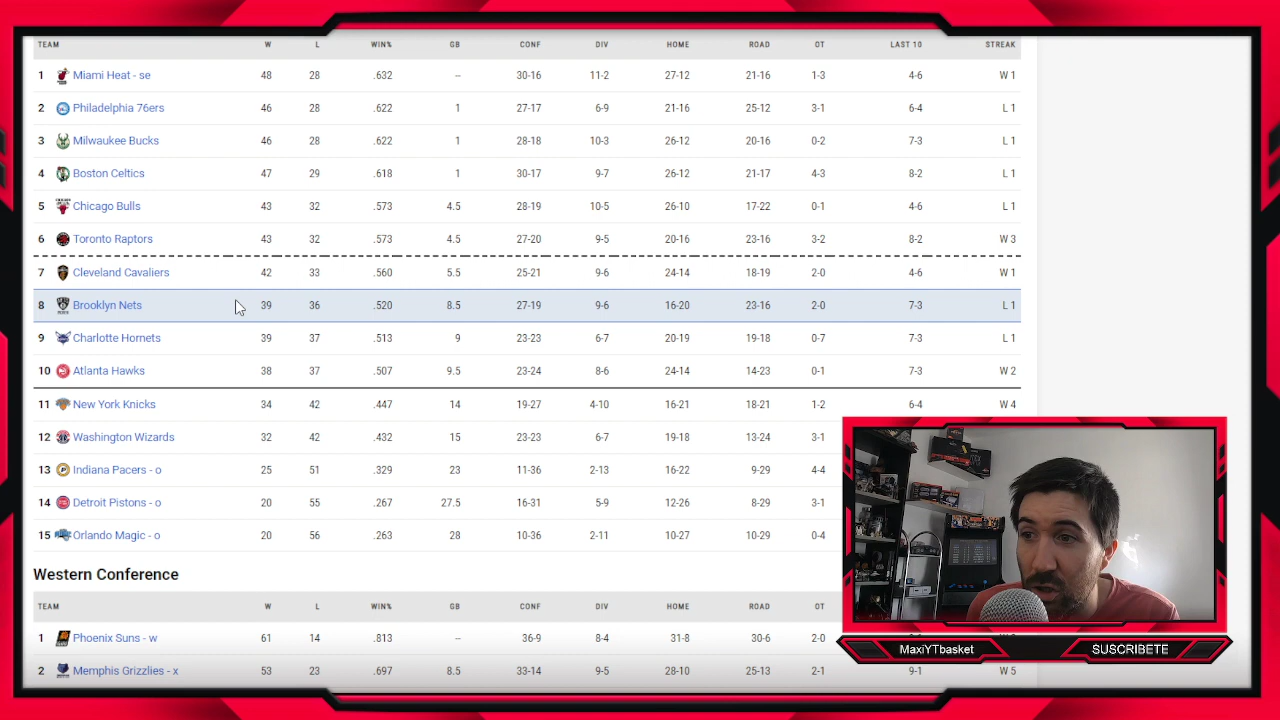 TEAM W L WIN% GB CONF DIV HOME ROAD OT LAST 10 STREAK
1 Miami Heat - se 48 28 .632 – 30-16 11-2 27-12 21-16 1-3 4-6 W 1
2 Philadelphia 76ers 46 28 .622 1 27-17 6-9 21-16 25-12 3-1 6-4 L 1
3 Milwaukee Bucks 46 28 .622 1 28-18 10-3 26-12 20-16 0-2 7-3 L 1
4 Boston Celtics 47 29 .618 1 30-17 9-7 26-12 21-17 4-3 8-2 L 1
5 Chicago Bulls 43 32 .573 4.5 28-19 10-5 26-10 17-22 0-1 4-6 L 1
6 Toronto Raptors 43 32 .573 4.5 27-20 9-5 20-16 23-16 3-2 8-2 W 3
7 Cleveland Cavaliers 42 33 .560 5.5 25-21 9-6 24-14 18-19 2-0 4-6 W 1
8 Brooklyn Nets 39 36 .520 8.5 27-19 9-6 16-20 23-16 2-0 7-3 L 1
9 Charlotte Hornets 39 37 .513 9 23-23 6-7 20-19 19-18 0-7 7-3 L 1
10 Atlanta Hawks 38 37 .507 9.5 23-24 8-6 24-14 14-23 0-1 7-3 W 2
11 New York Knicks 34 42 .447 14 19-27 4-10 16-21 18-21 1-2 6-4 W 4
12 Washington Wizards 32 42 .432 15 23-23 6-7 19-18 13-24 3-1
13 Indiana Pacers - o 25 51 .329 23 11-36 2-13 16-22 9-29 4-4
14 Detroit Pistons - o 20 55 .267 27.5 16-31 5-9 12-26 8-29 3-1
15 Orlando Magic - o 20 56 .263 28 10-36 2-11 10-27 10-29 0-4
Western Conference
TEAM W L WIN% GB CONF DIV HOME ROAD OT
1 Phoenix Suns - w 61 14 .813 – 36-9 8-4 31-8 30-6 2-0
2 Memphis Grizzlies - x 53 23 .697 8.5 33-14 9-5 28-10 25-13 2-1 9-1 W 5
MaxiYTbasket SUSCRIBETE